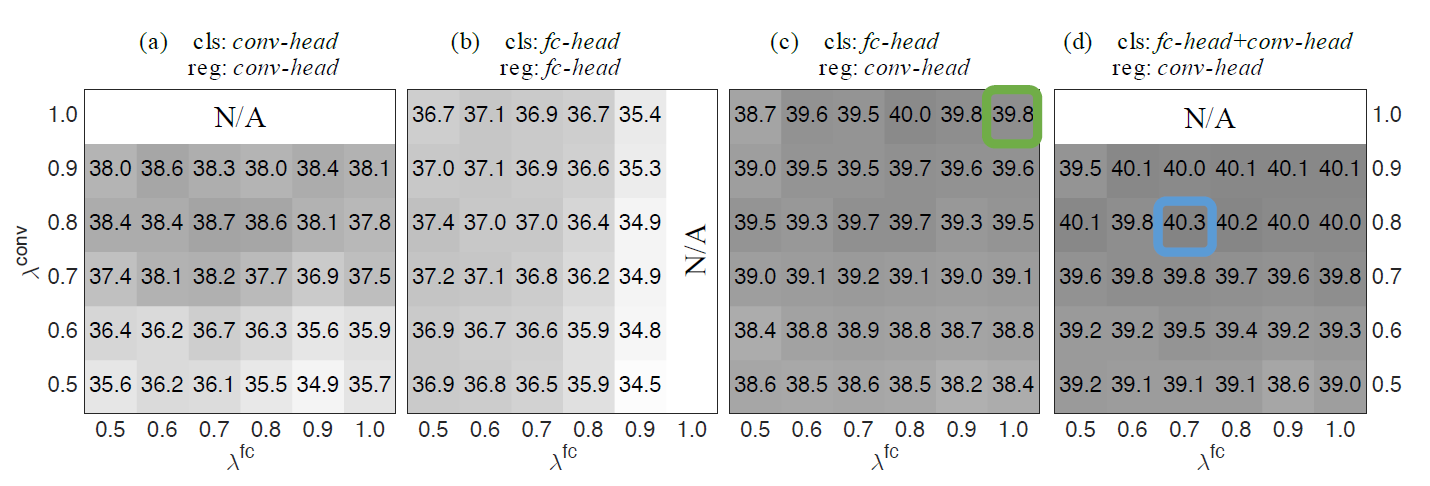 (a) cls: conv-head (b) cls: fc-head (c) cls: fc-head (d) cls: fc-head+conv-head
reg: conv-head reg: fc-head reg: conv-head reg: conv-head
1.0 N/A 36.7 37.1 36.9 36.7 35.4 38.7 39.6 39.5 40.0 39.8 39.8 N/A 1.0
0.9 38.0 38.6 38.3 38.0 38.4 38.1 37.0 37.1 36.9 36.6 35.3 39.0 39.5 39.5 39.7 39.6 39.6 39.5 40.1 40.0 40.1 40.1 40.1 0.9
0.8 38.4 38.4 38.7 38.6 38.1 37.8 37.4 37.0 37.0 36.4 34.9 39.5 39.3 39.7 39.7 39.3 39.5 40.1 39.8 40.3 40.2 40.0 40.0 0.8
λconv
N/A
0.7 37.4 38.1 38.2 37.7 36.9 37.5 37.2 37.1 36.8 36.2 34.9 39.0 39.1 39.2 39.1 39.0 39.1 39.6 39.8 39.8 39.7 39.6 39.8 0.7
0.6 36.4 36.2 36.7 36.3 35.6 35.9 36.9 36.7 36.6 35.9 34.8 38.4 38.8 38.9 38.8 38.7 38.8 39.2 39.2 39.5 39.4 39.2 39.3 0.6
0.5 35.6 36.2 36.1 35.5 34.9 35.7 36.9 36.8 36.5 35.9 34.5 38.6 38.5 38.6 38.5 38.2 38.4 39.2 39.1 39.1 39.1 38.6 39.0 0.5
0.5 0.6 0.7 0.8 0.9 1.0 0.5 0.6 0.7 0.8 0.9 1.0 0.5 0.6 0.7 0.8 0.9 1.0 0.5 0.6 0.7 0.8 0.9 1.0
λfc λfc λfc λfc